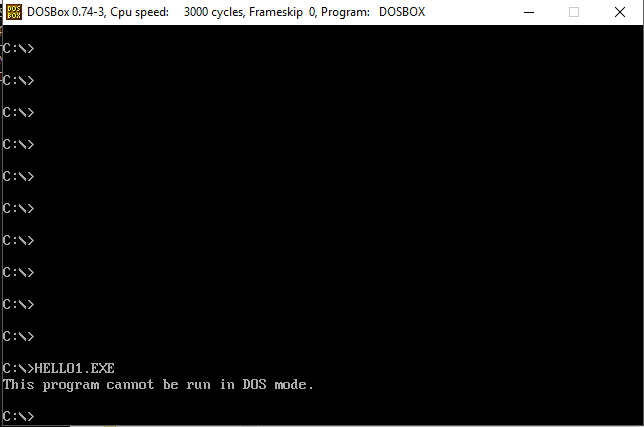 DOS
BOX
DOSBox 0.74-3, Cpu speed:    3000 cycles, Frameskip  0, Program:   DOSBOX
C:\>
C:\>
C:\>
C:\>
C:\>
C:\>
C:\>
C:\>
C:\>
C:\>
C:\>HELLO1.EXE
This program cannot be run in DOS mode.
C:\>